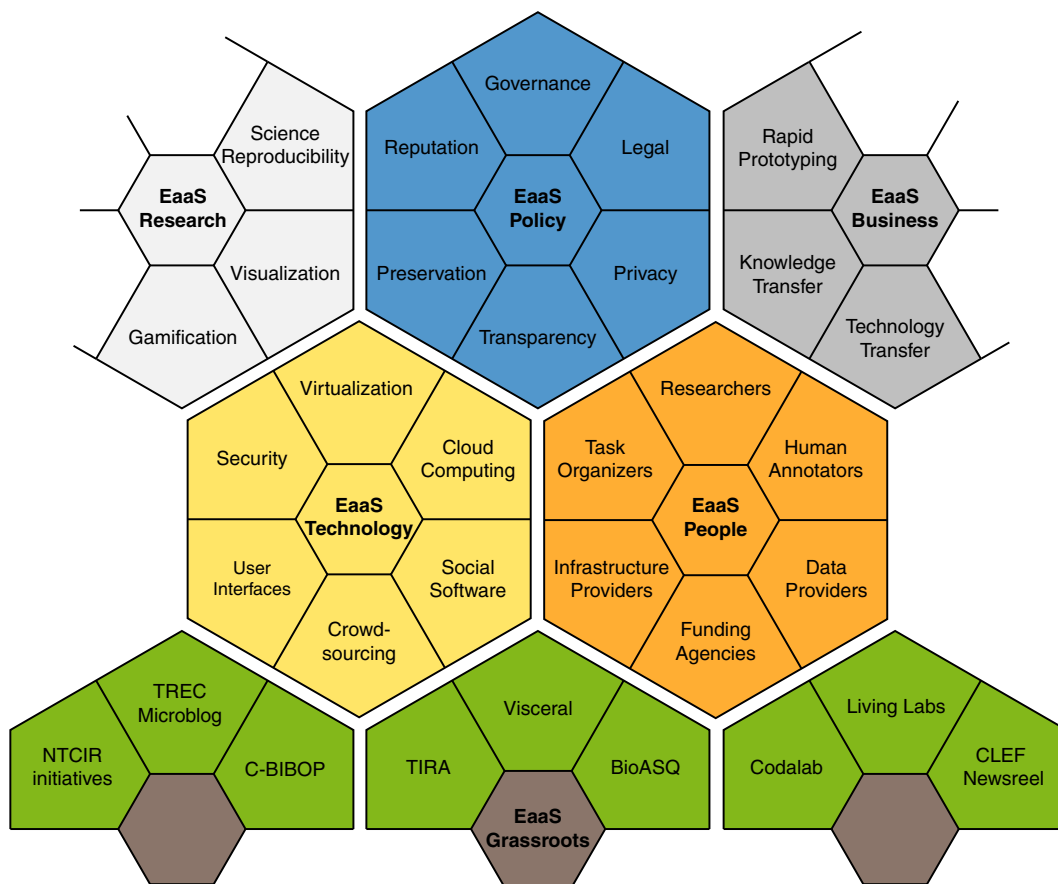 Science
Reproducibility
EaaS
Research
Visualization
Gamification
Governance
Reputation
Legal
EaaS
Policy
Preservation
Privacy
Transparency
Rapid
Prototyping
EaaS
Business
Knowledge
Transfer
Technology
Transfer
Virtualization
Security
Cloud
Computing
EaaS
Technology
User
Interfaces
Social
Software
Crowd-
sourcing
Researchers
Task
Organizers
Human
Annotators
EaaS
People
Infrastructure
Providers
Data
Providers
Funding
Agencies
TREC
Microblog
NTCIR
initiatives
C-BIBOP
Visceral
TIRA
BioASQ
EaaS
Grassroots
Living Labs
Codalab
CLEF
Newsreel